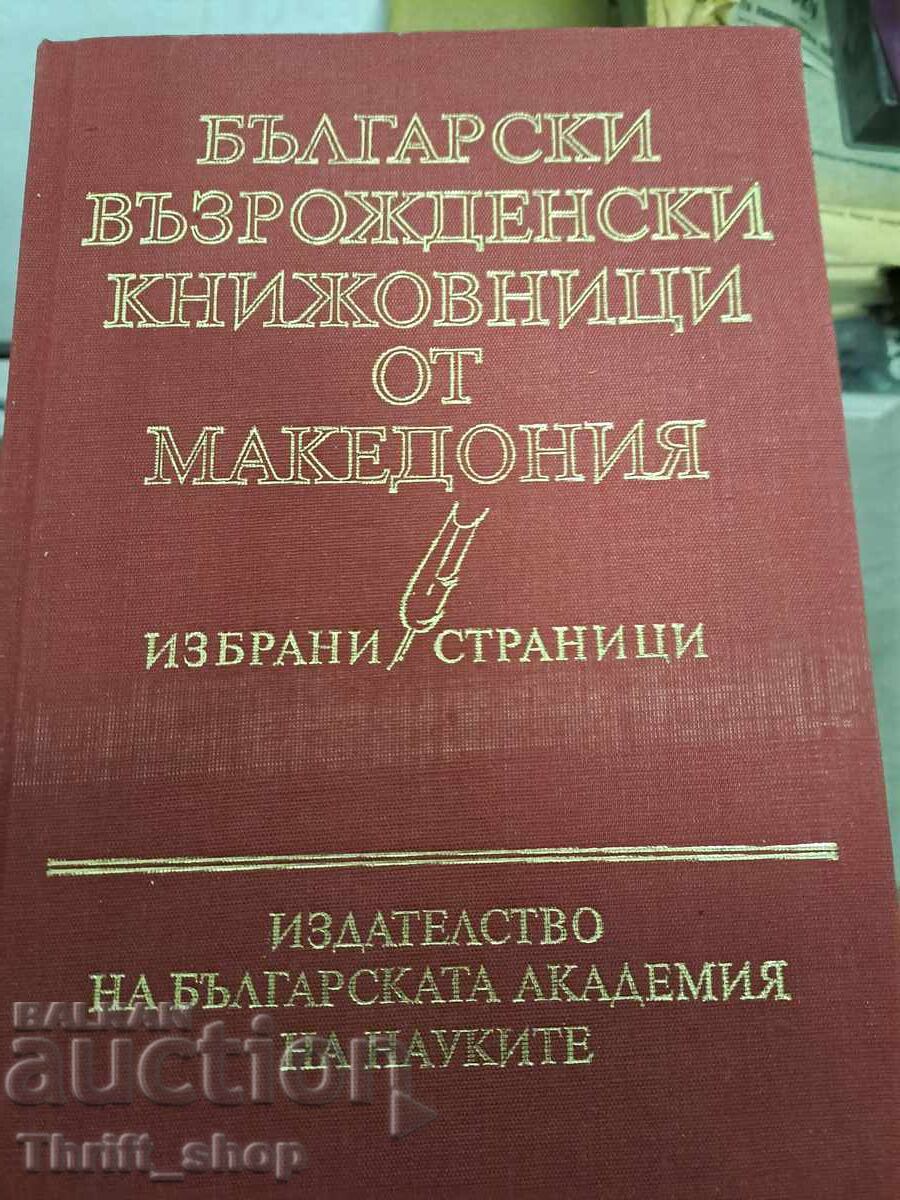 БЪЛГАРСКИ
ВЪЗРОЖДЕНСКИ
КНИЖОВНИЦИ
ОТ
МАКЕДОНИЯ
ИЗБРАНИ СТРАНИЦИ
ИЗДАТЕЛСТВО
НА БЪЛГАРСКАТА АКАДЕМИЯ
НА НАУКИТЕ
BALKAN
auction
Thrift_shop